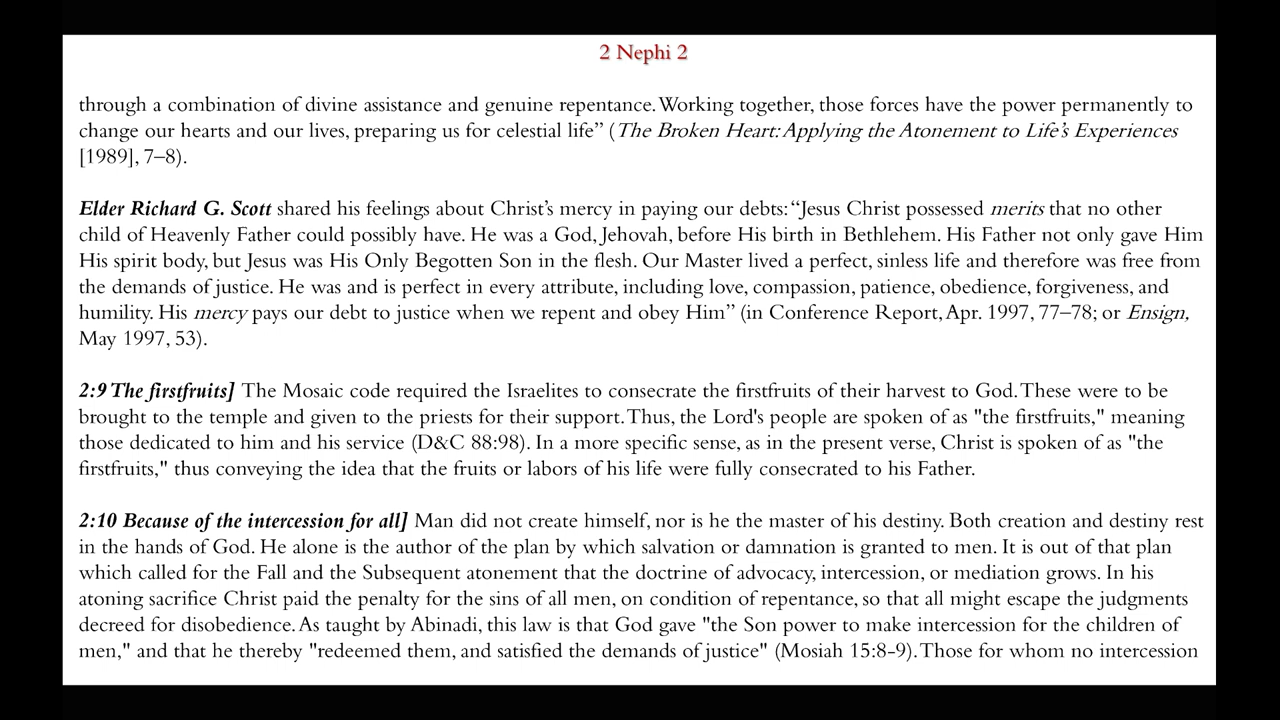 2 Nephi 2
through a combination of divine assistance and genuine repentance. Working together, those forces have the power permanently to
change our hearts and our lives, preparing us for celestial life” (The Broken Heart: Applying the Atonement to Life’s Experiences
[1989], 7–8).
Elder Richard G. Scott shared his feelings about Christ’s mercy in paying our debts: “Jesus Christ possessed merits that no other
child of Heavenly Father could possibly have. He was a God, Jehovah, before His birth in Bethlehem. His Father not only gave Him
His spirit body, but Jesus was His Only Begotten Son in the flesh. Our Master lived a perfect, sinless life and therefore was free from
the demands of justice. He was and is perfect in every attribute, including love, compassion, patience, obedience, forgiveness, and
humility. His mercy pays our debt to justice when we repent and obey Him” (in Conference Report, Apr. 1997, 77–78; or Ensign,
May 1997, 53).
2:9 The firstfruits] The Mosaic code required the Israelites to consecrate the firstfruits of their harvest to God. These were to be
brought to the temple and given to the priests for their support. Thus, the Lord's people are spoken of as "the firstfruits," meaning
those dedicated to him and his service (D&C 88:98). In a more specific sense, as in the present verse, Christ is spoken of as "the
firstfruits," thus conveying the idea that the fruits or labors of his life were fully consecrated to his Father.
2:10 Because of the intercession for all] Man did not create himself, nor is he the master of his destiny. Both creation and destiny rest
in the hands of God. He alone is the author of the plan by which salvation or damnation is granted to men. It is out of that plan
which called for the Fall and the Subsequent atonement that the doctrine of advocacy, intercession, or mediation grows. In his
atoning sacrifice Christ paid the penalty for the sins of all men, on condition of repentance, so that all might escape the judgments
decreed for disobedience. As taught by Abinadi, this law is that God gave "the Son power to make intercession for the children of
men," and that he thereby "redeemed them, and satisfied the demands of justice" (Mosiah 15:8-9). Those for whom no intercession